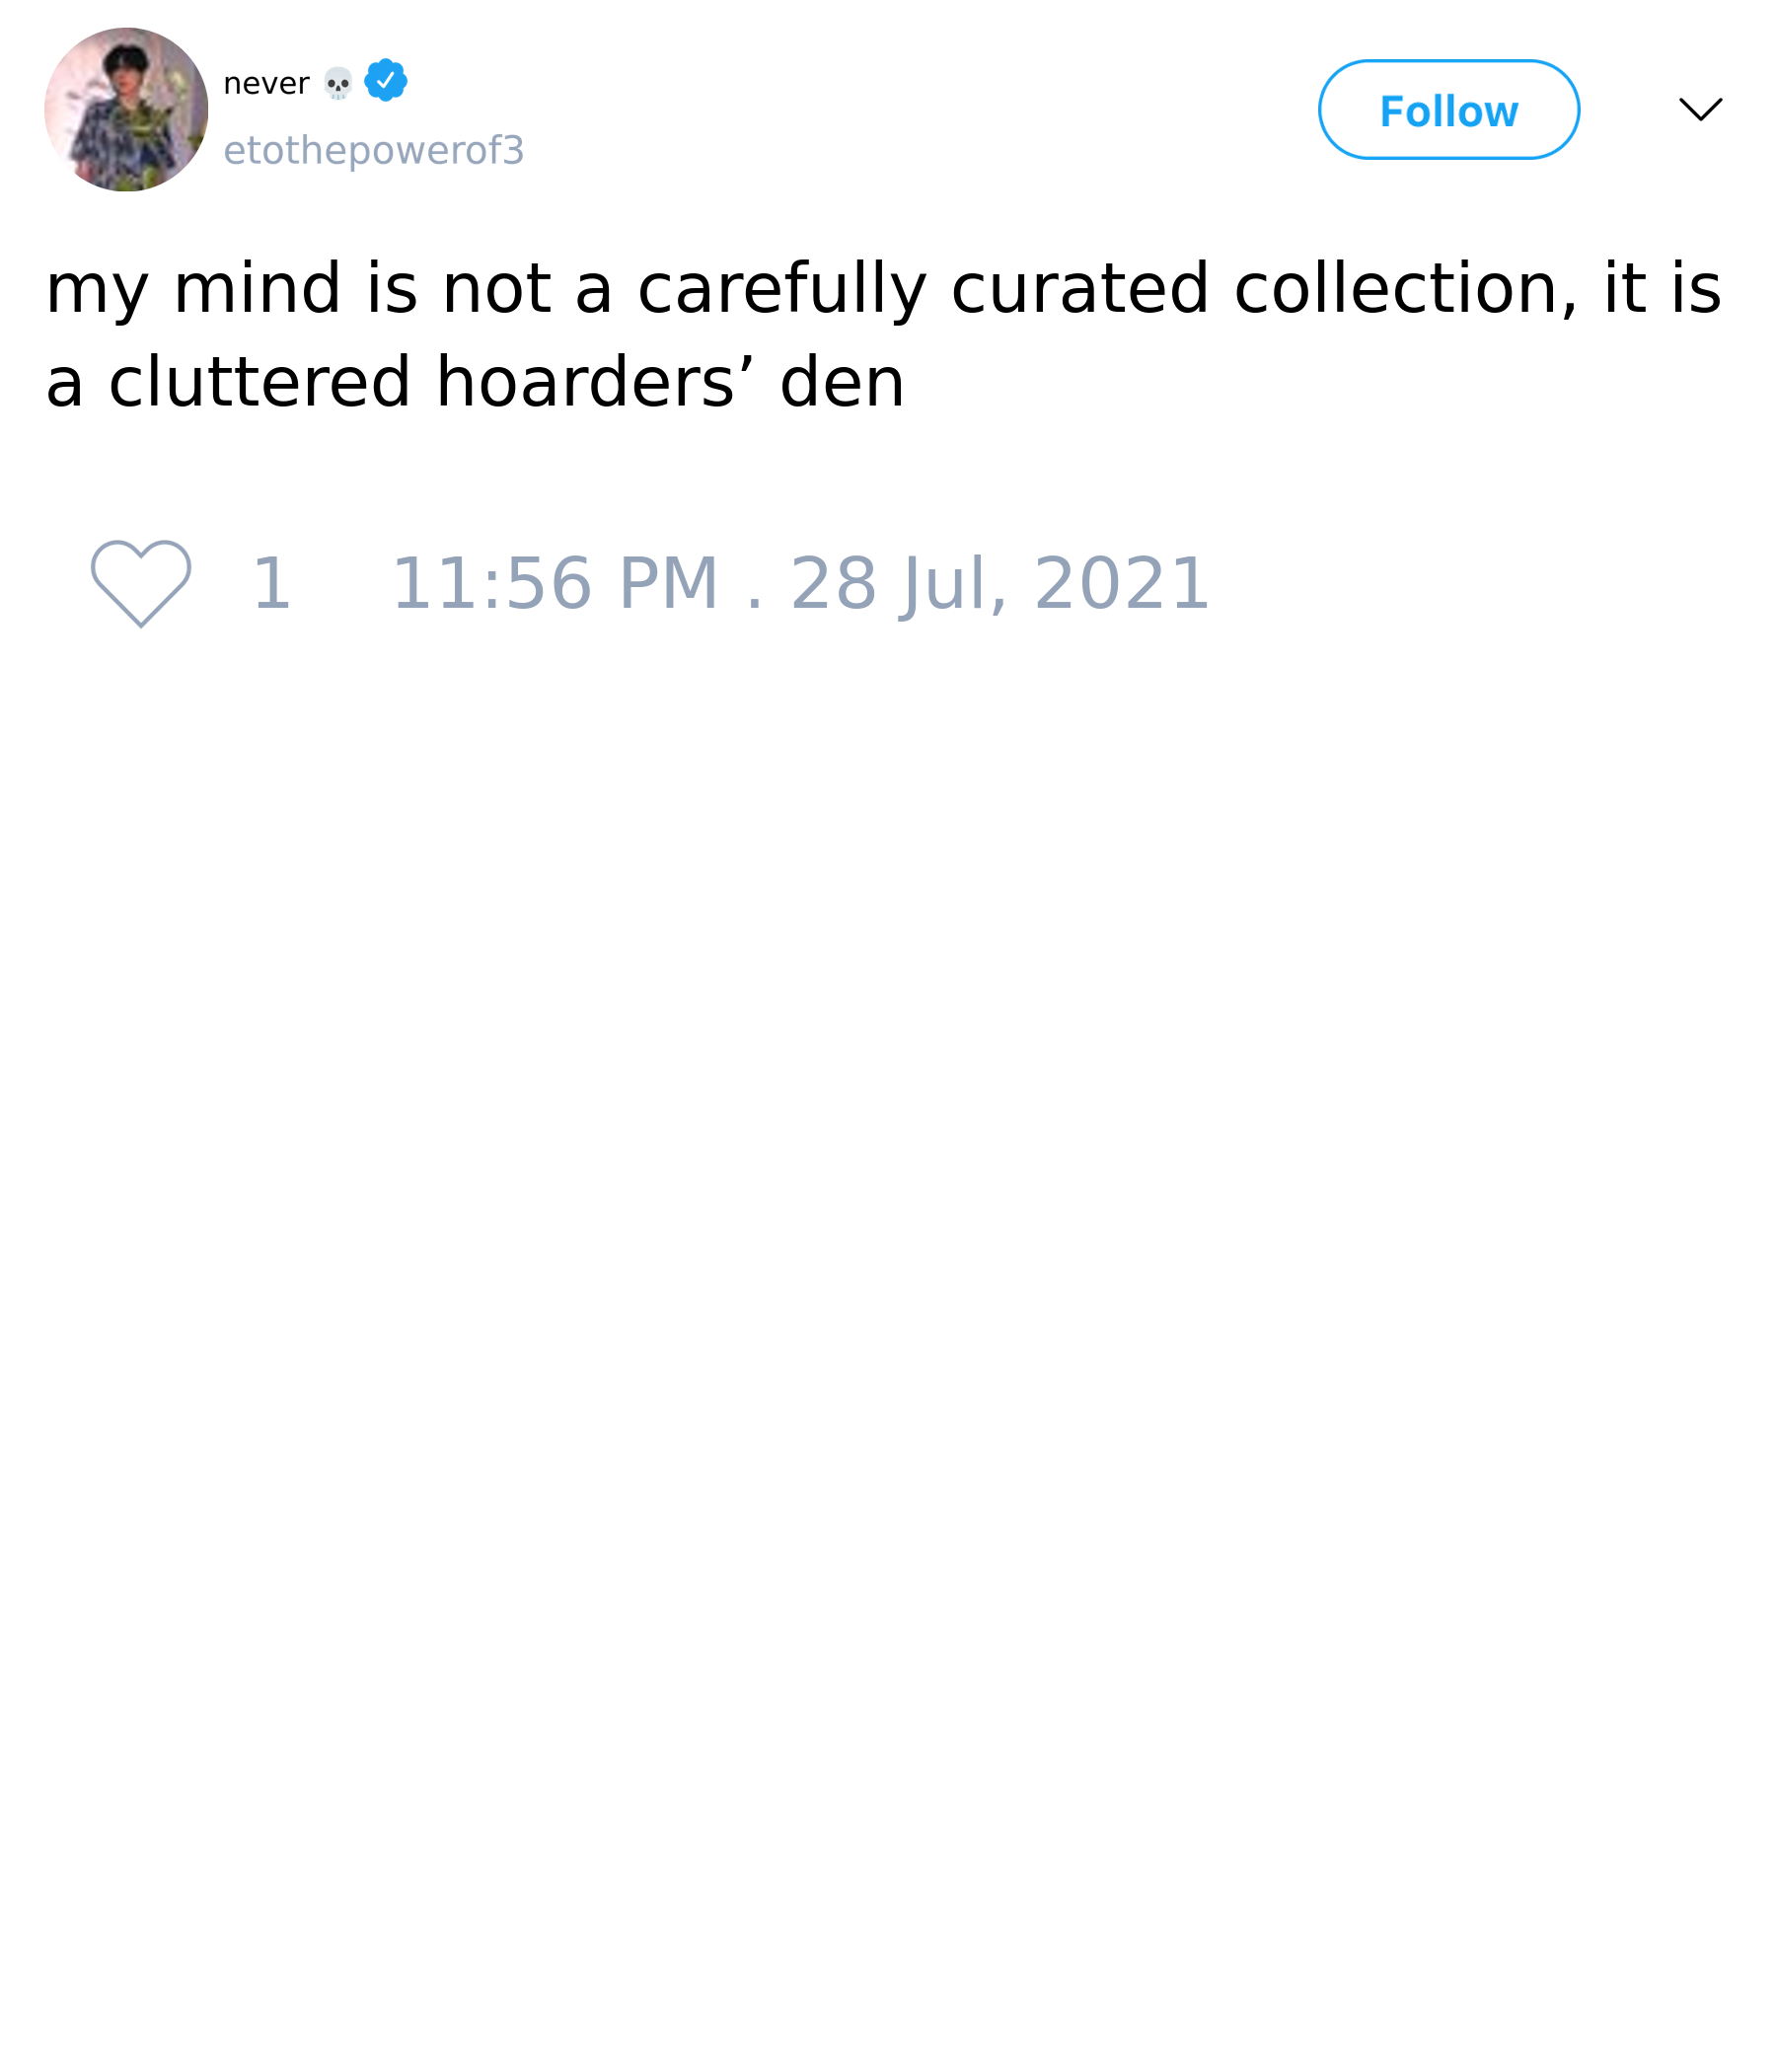 never 💀
etothepowerof3
Follow
my mind is not a carefully curated collection, it is
a cluttered hoarders’ den
1 11:56 PM . 28 Jul, 2021